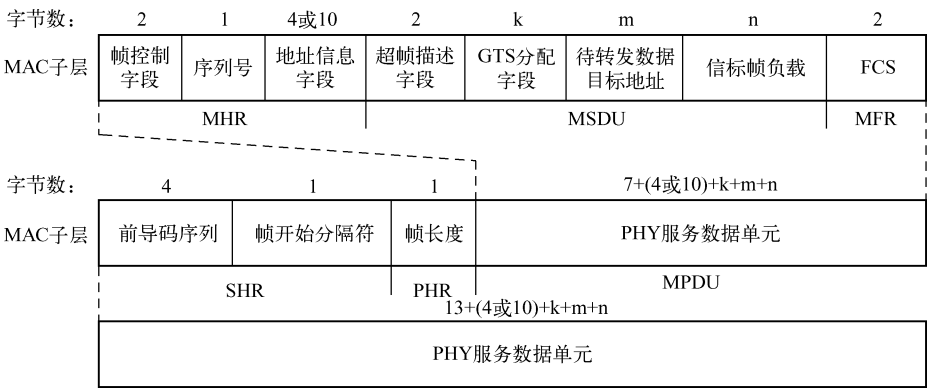 字节数： 2 1 4或10 2 k m n 2
MAC子层 帧控制字段 序列号 地址信息字段 超帧描述字段 GTS分配字段 待转发数据目标地址 信标帧负载 FCS
MHR MSDU MFR
字节数： 4 1 1 7+(4或10)+k+m+n
MAC子层 前导码序列 帧开始分隔符 帧长度 PHY服务数据单元
SHR PHR MPDU
13+(4或10)+k+m+n
PHY服务数据单元